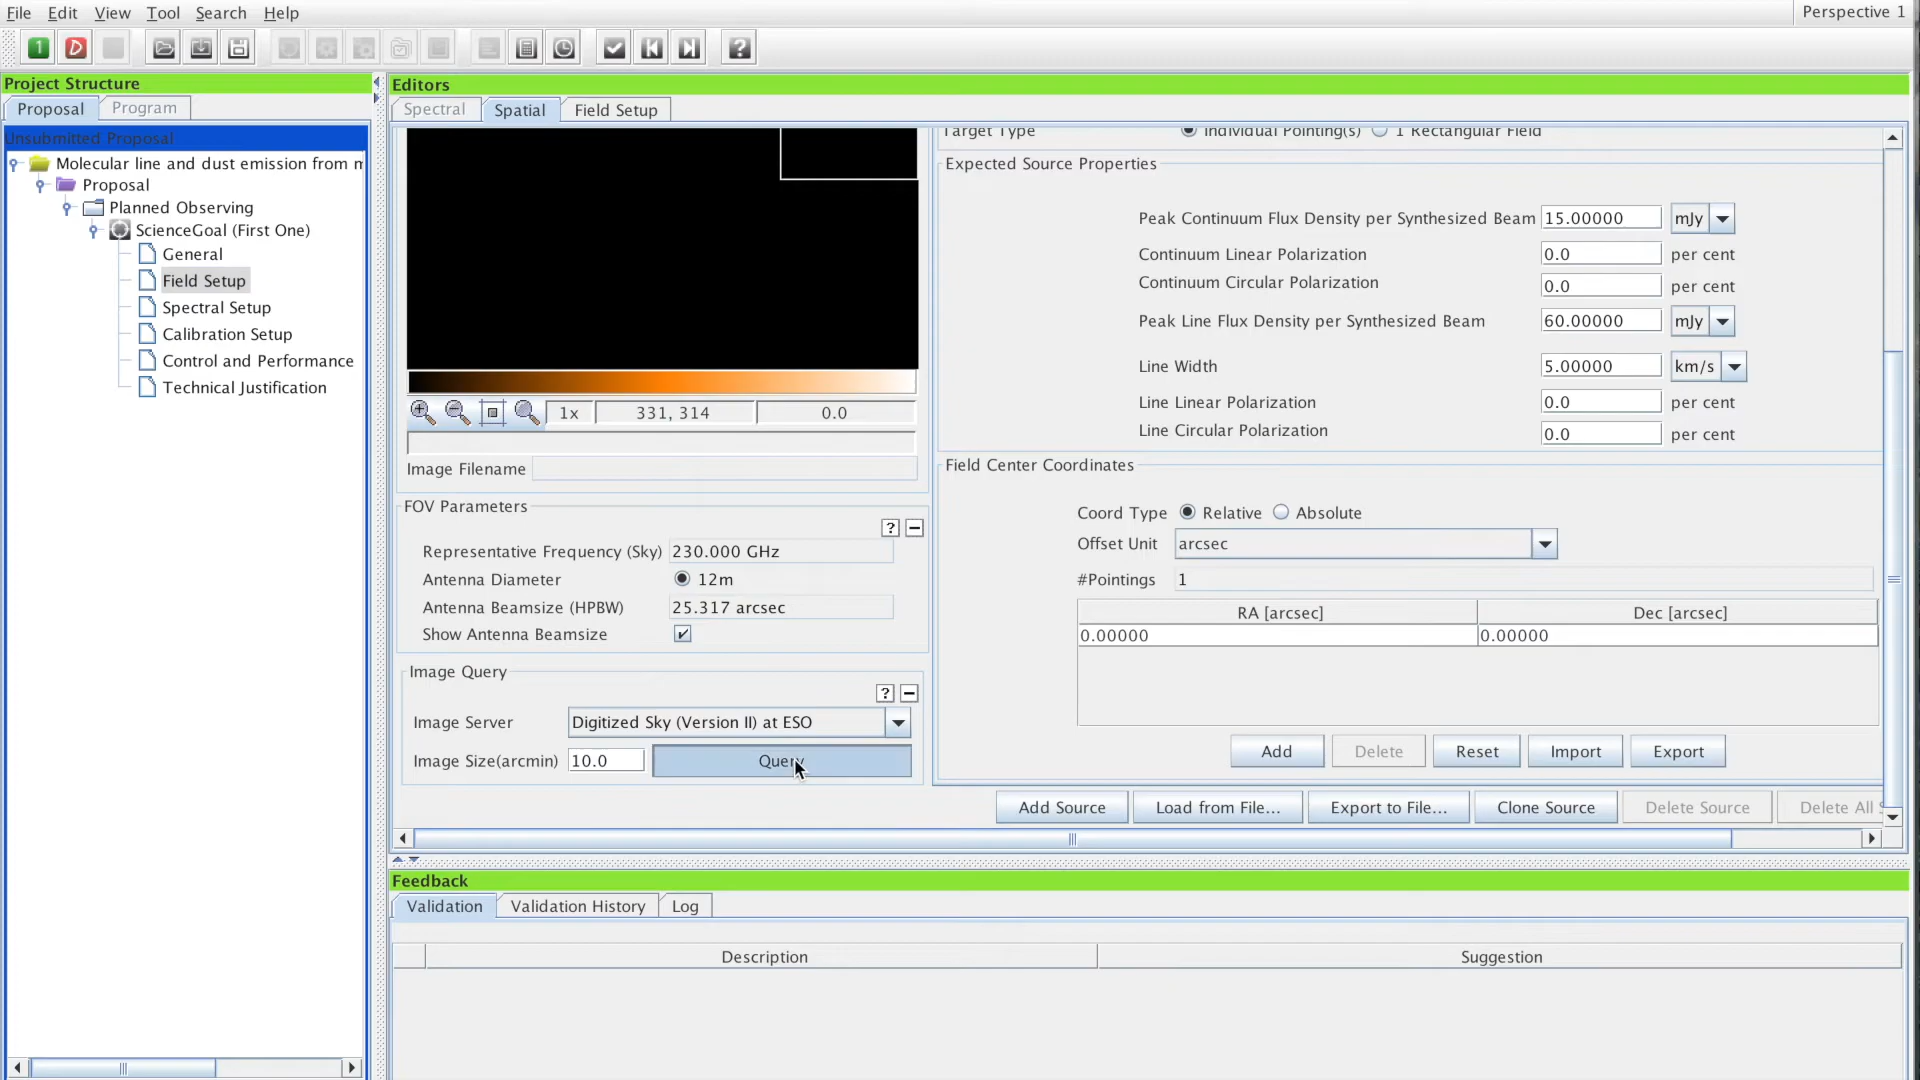 File Edit View Tool Search Help
Perspective 1
Project Structure
Proposal Program
Unsubmitted Proposal
Molecular line and dust emission from m
Proposal
Planned Observing
ScienceGoal (First One)
General
Field Setup
Spectral Setup
Calibration Setup
Control and Performance
Technical Justification
Editors
Spectral Spatial Field Setup
1x 331, 314 0.0
Image Filename
FOV Parameters
?
Representative Frequency (Sky) 230.000 GHz
Antenna Diameter 12m
Antenna Beamsize (HPBW) 25.317 arcsec
Show Antenna Beamsize
Image Query
?
Image Server Digitized Sky (Version II) at ESO
Image Size(arcmin) 10.0 Query
Target Type Individual Pointing(s) 1 Rectangular Field
Expected Source Properties
Peak Continuum Flux Density per Synthesized Beam 15.00000 mJy
Continuum Linear Polarization 0.0 per cent
Continuum Circular Polarization 0.0 per cent
Peak Line Flux Density per Synthesized Beam 60.00000 mJy
Line Width 5.00000 km/s
Line Linear Polarization 0.0 per cent
Line Circular Polarization 0.0 per cent
Field Center Coordinates
Coord Type Relative Absolute
Offset Unit arcsec
#Pointings 1
RA [arcsec] Dec [arcsec]
0.00000 0.00000
Add Delete Reset Import Export
Add Source Load from File... Export to File... Clone Source Delete Source Delete All
Feedback
Validation Validation History Log
Description Suggestion